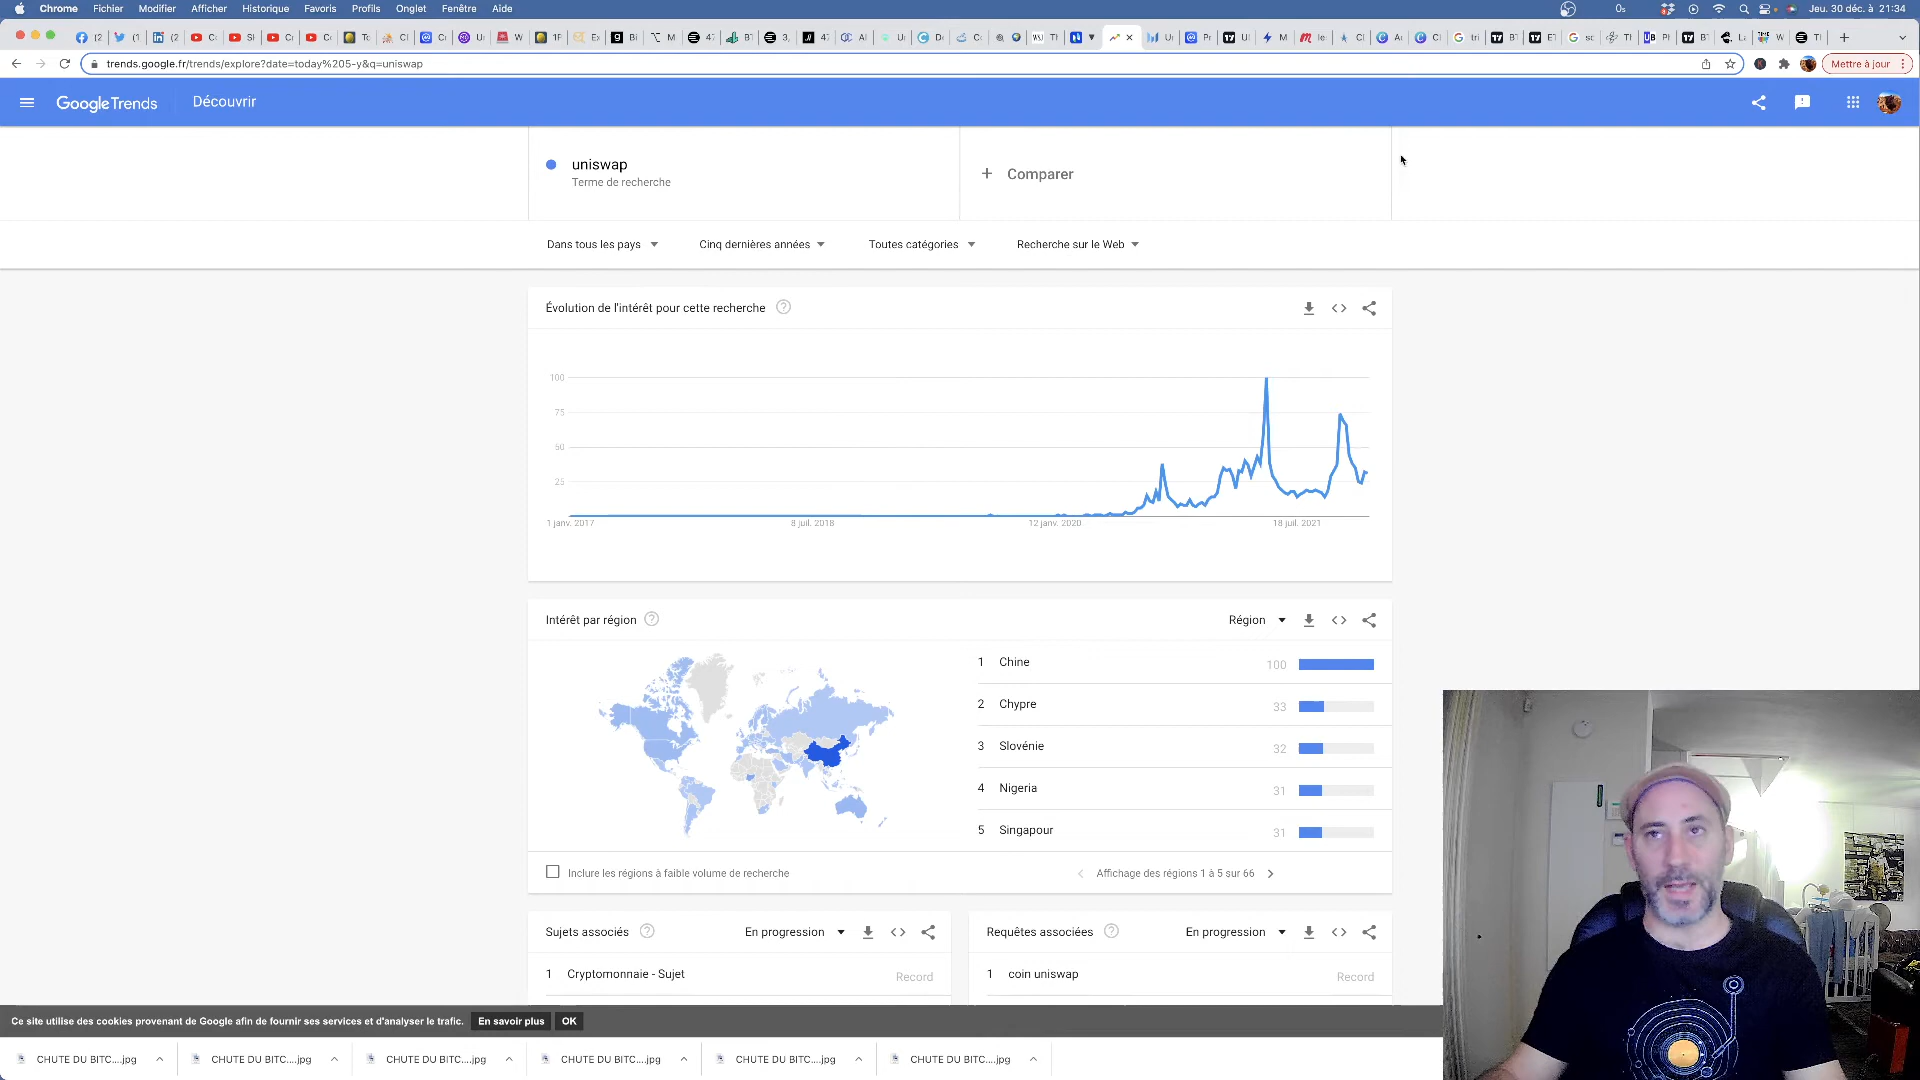 Chrome Fichier Modifier Afficher Historique Favoris Profils Onglet Fenêtre Aide 0s Jeu. 30 déc. à 21:34
trends.google.fr/trends/explore?date=today%205-y&q=uniswap Mettre à jour
Google Trends Découvrir
uniswap
Terme de recherche
+ Comparer
Dans tous les pays Cinq dernières années Toutes catégories Recherche sur le Web
Évolution de l'intérêt pour cette recherche
100
75
50
25
1 janv. 2017 8 juil. 2018 12 janv. 2020 18 juil. 2021
Intérêt par région Région
1 Chine 100
2 Chypre 33
3 Slovénie 32
4 Nigeria 31
5 Singapour 31
Inclure les régions à faible volume de recherche Affichage des régions 1 à 5 sur 66
Sujets associés En progression
1 Cryptomonnaie - Sujet Record
Requêtes associées En progression
1 coin uniswap Record
Ce site utilise des cookies provenant de Google afin de fournir ses services et d'analyser le trafic. En savoir plus OK
CHUTE DU BITC....jpg CHUTE DU BITC....jpg CHUTE DU BITC....jpg CHUTE DU BITC....jpg CHUTE DU BITC....jpg CHUTE DU BITC....jpg